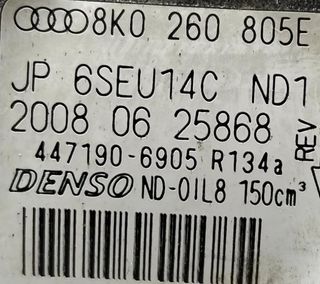 8K0 260 805E
JP 6SEU14C ND1
2008 06 25868
447190-6905 R134a
REV
DENSO ND-OIL8 150cm³